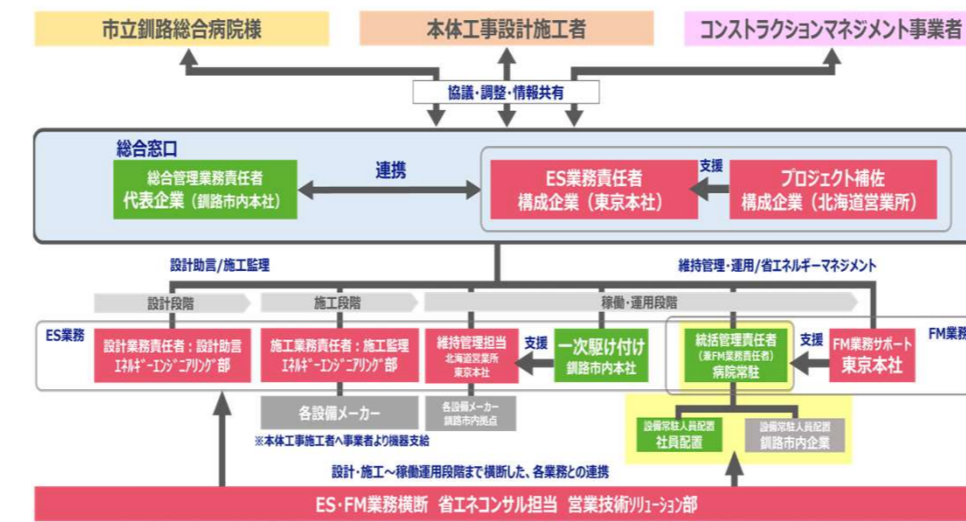 市立釧路総合病院様
本体工事設計施工者
コンストラクションマネジメント事業者
協議・調整・情報共有
総合窓口
総合管理業務責任者
代表企業（釧路市内本社）
連携
ES業務責任者
構成企業（東京本社）
支援
プロジェクト補佐
構成企業（北海道営業所）
設計助言/施工監理
維持管理・運用/省エネルギーマネジメント
設計段階
施工段階
稼働・運用段階
ES業務
設計業務責任者：設計助言
ｴﾈﾙｷﾞｰｴﾝｼﾞﾆｱﾘﾝｸﾞ部
施工業務責任者：施工監理
ｴﾈﾙｷﾞｰｴﾝｼﾞﾆｱﾘﾝｸﾞ部
維持管理担当
北海道営業所
東京本社
支援
一次駆け付け
釧路市内本社
統括管理責任者
（兼FM業務責任者）
病院常駐
支援
FM業務サポート
東京本社
FM業務
各設備メーカー
各設備メーカー
釧路市内拠点
設備常駐人員配置
社員配置
設備常駐人員配置
釧路市内企業
※本体工事施工者へ事業者より機器支給
設計・施工～稼働運用段階まで横断した、各業務との連携
ES・FM業務横断 省エネコンサル担当 営業技術ｿﾘｭｰｼｮﾝ部